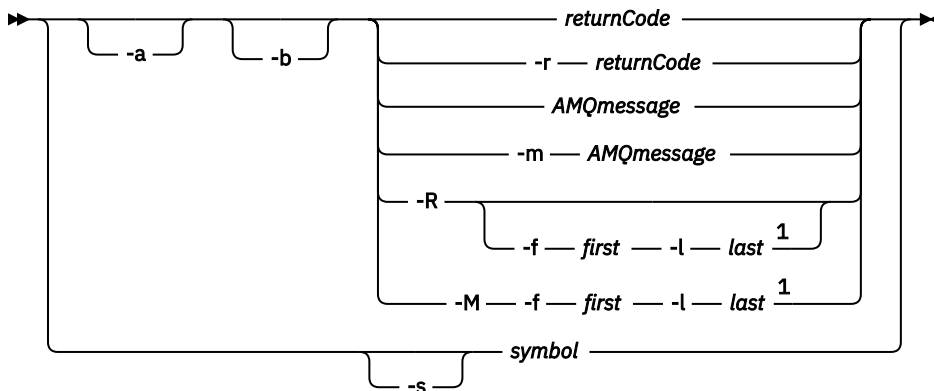 returnCode
-a -b
-r returnCode
AMQmessage
-m AMQmessage
-R
-f first -l last 1
-M -f first -l last 1
symbol
-s